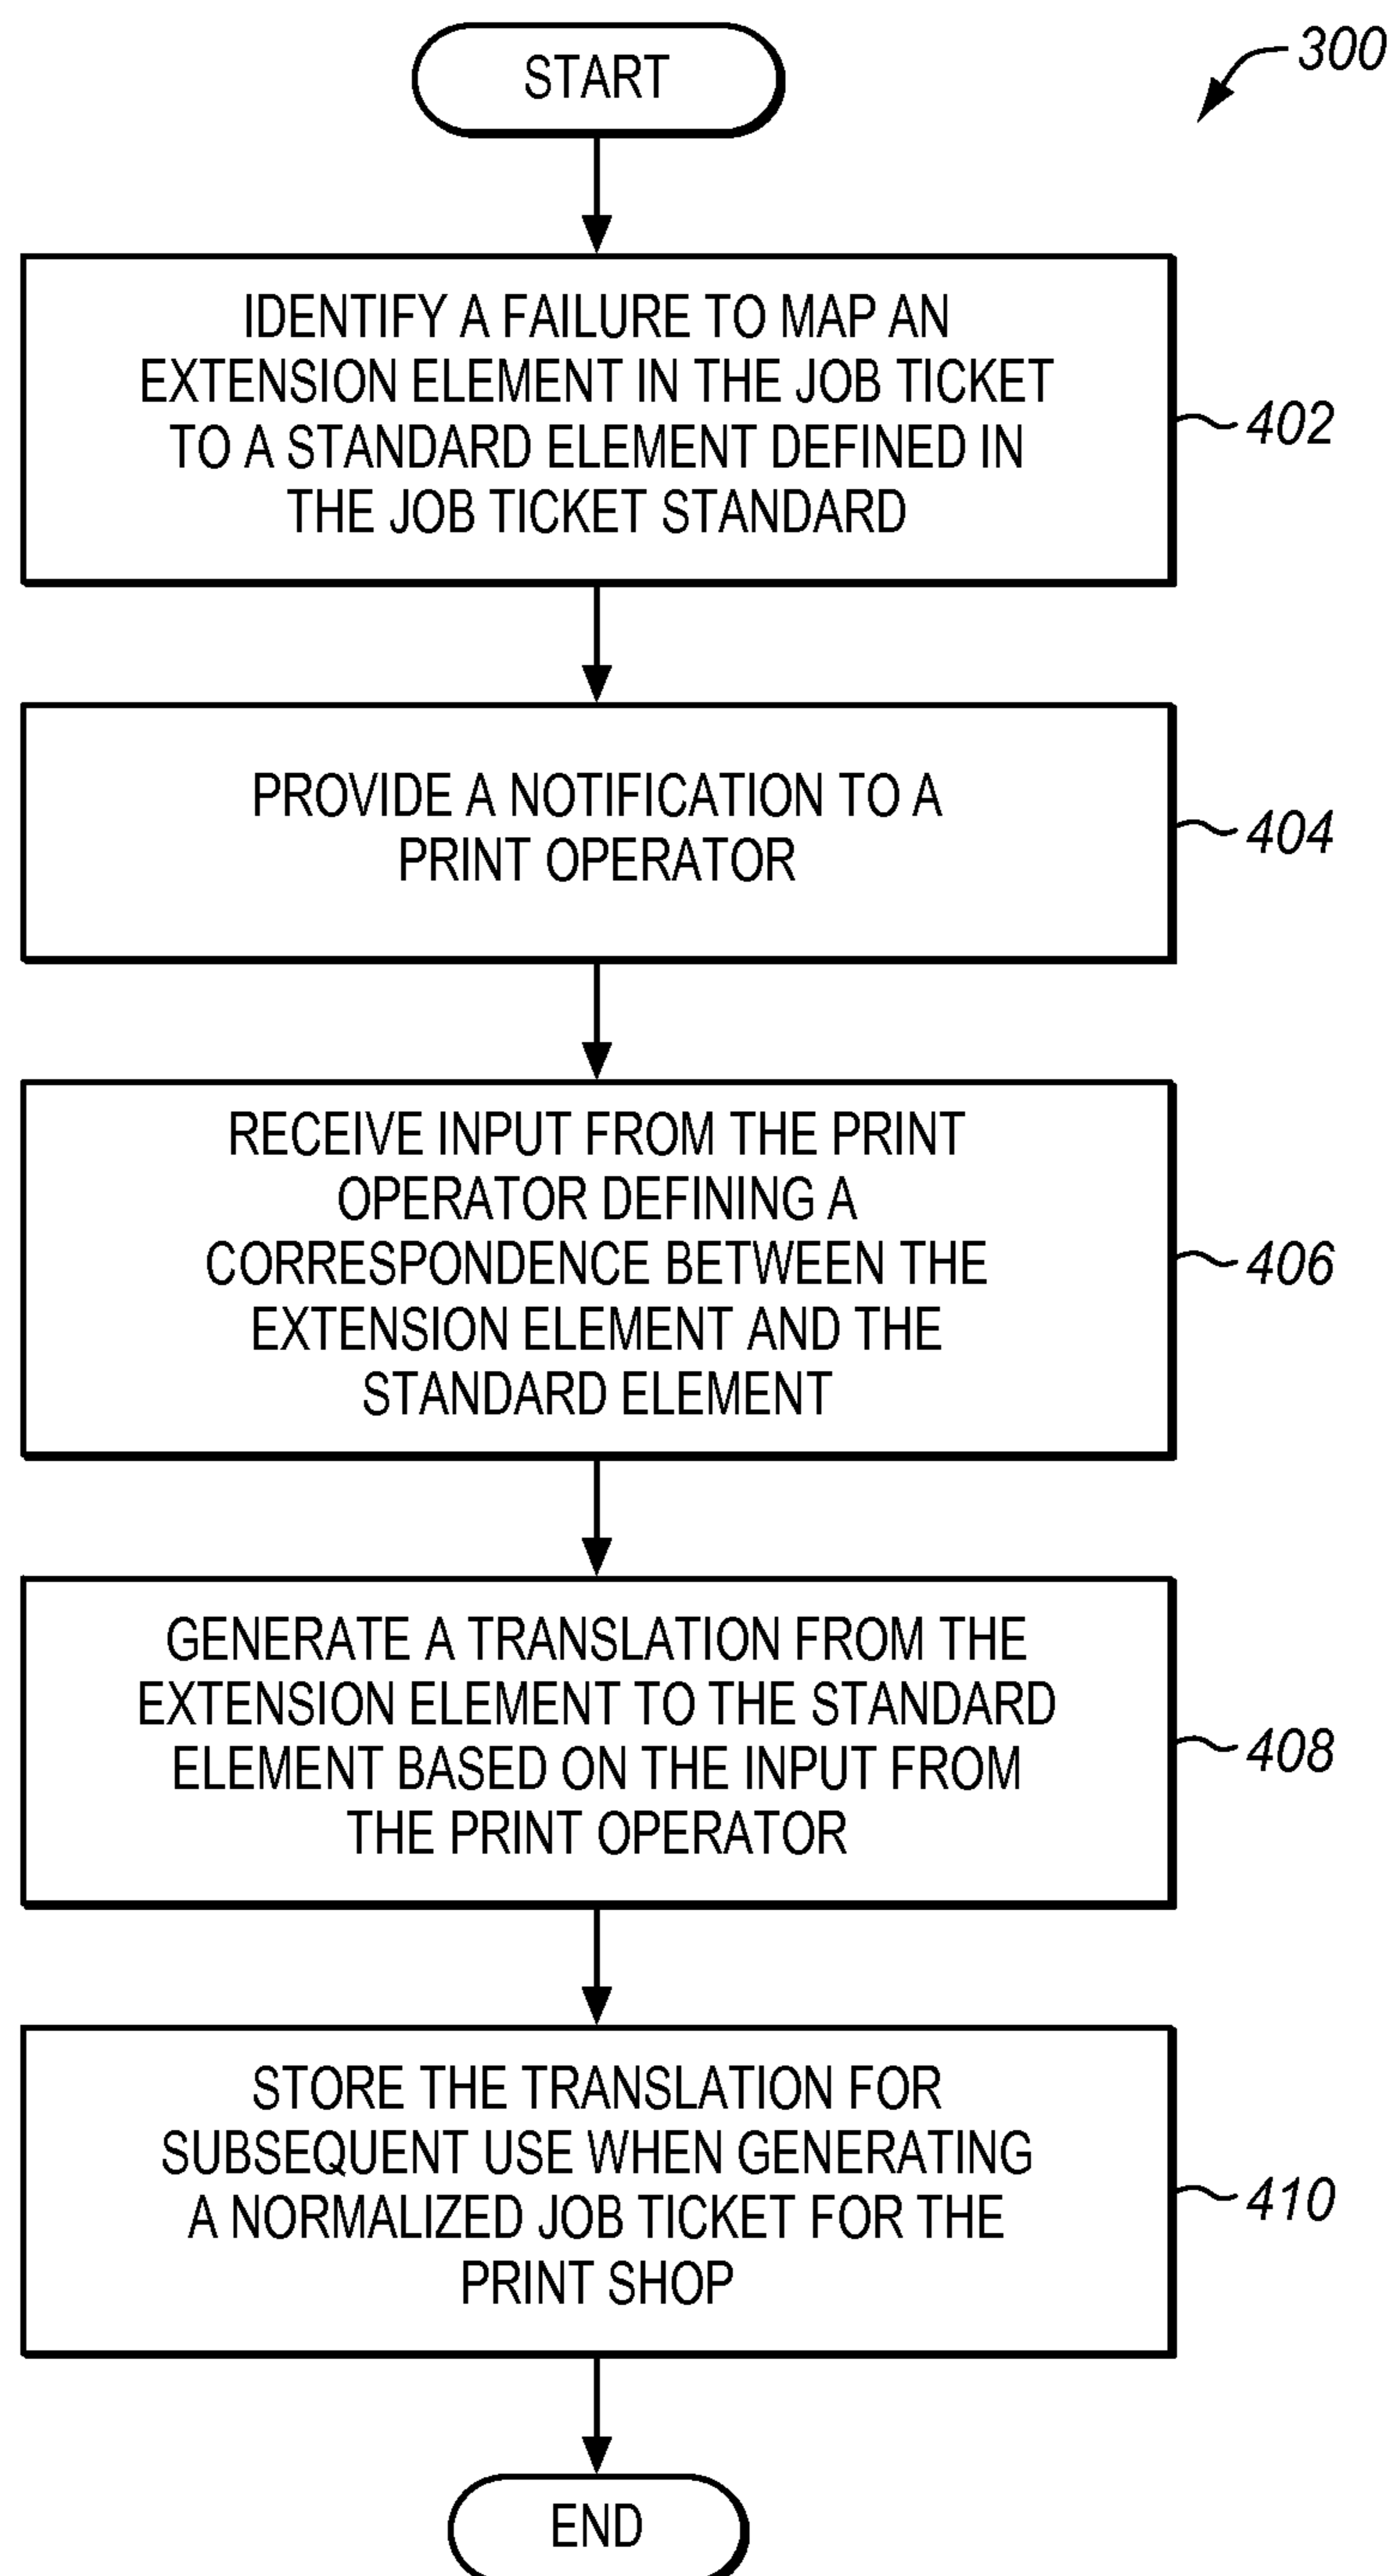 START
300
IDENTIFY A FAILURE TO MAP AN
EXTENSION ELEMENT IN THE JOB TICKET
TO A STANDARD ELEMENT DEFINED IN
THE JOB TICKET STANDARD
402
PROVIDE A NOTIFICATION TO A
PRINT OPERATOR
404
RECEIVE INPUT FROM THE PRINT
OPERATOR DEFINING A
CORRESPONDENCE BETWEEN THE
EXTENSION ELEMENT AND THE
STANDARD ELEMENT
406
GENERATE A TRANSLATION FROM THE
EXTENSION ELEMENT TO THE STANDARD
ELEMENT BASED ON THE INPUT FROM
THE PRINT OPERATOR
408
STORE THE TRANSLATION FOR
SUBSEQUENT USE WHEN GENERATING
A NORMALIZED JOB TICKET FOR THE
PRINT SHOP
410
END